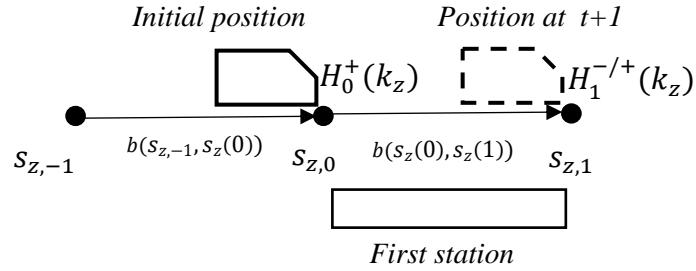 Initial position
Position at t+1
H_0^+(k_z)
H_1^{-/+}(k_z)
b(s_{z,-1}, s_z(0))
b(s_z(0), s_z(1))
s_{z,-1}
s_{z,0}
s_{z,1}
First station